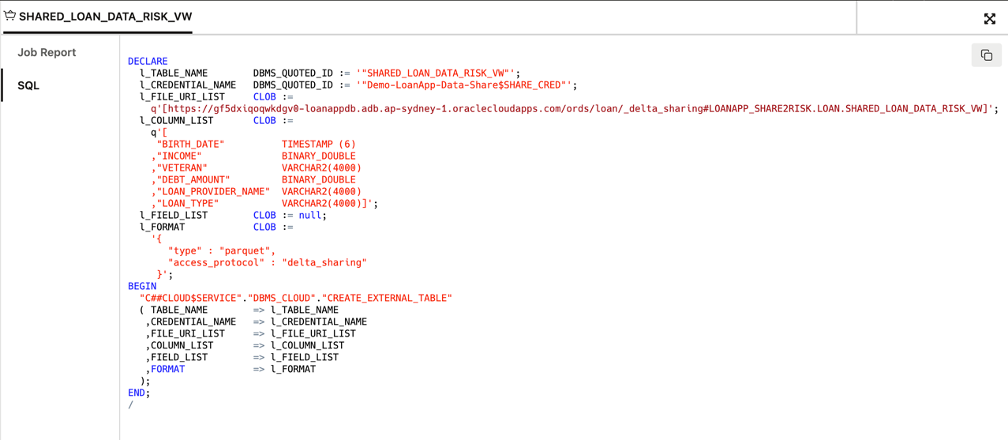 SHARED_LOAN_DATA_RISK_VW
Job Report
SQL
DECLARE
  l_TABLE_NAME        DBMS_QUOTED_ID := '"SHARED_LOAN_DATA_RISK_VW"';
  l_CREDENTIAL_NAME   DBMS_QUOTED_ID := '"Demo-LoanApp-Data-Share$SHARE_CRED"';
  l_FILE_URI_LIST     CLOB :=
    q'[https://gf5dxiqoqwkdgv0-loanappdb.adb.ap-sydney-1.oraclecloudapps.com/ords/loan/_delta_sharing#LOANAPP_SHARE2RISK.LOAN.SHARED_LOAN_DATA_RISK_VW]';
  l_COLUMN_LIST       CLOB :=
    q'[
     "BIRTH_DATE"          TIMESTAMP (6)
    ,"INCOME"              BINARY_DOUBLE
    ,"VETERAN"             VARCHAR2(4000)
    ,"DEBT_AMOUNT"         BINARY_DOUBLE
    ,"LOAN_PROVIDER_NAME"  VARCHAR2(4000)
    ,"LOAN_TYPE"           VARCHAR2(4000)]';
  l_FIELD_LIST        CLOB := null;
  l_FORMAT            CLOB :=
    '{
       "type" : "parquet",
       "access_protocol" : "delta_sharing"
     }';
BEGIN
  "C##CLOUD$SERVICE"."DBMS_CLOUD"."CREATE_EXTERNAL_TABLE"
  ( TABLE_NAME        => l_TABLE_NAME
   ,CREDENTIAL_NAME   => l_CREDENTIAL_NAME
   ,FILE_URI_LIST     => l_FILE_URI_LIST
   ,COLUMN_LIST       => l_COLUMN_LIST
   ,FIELD_LIST        => l_FIELD_LIST
   ,FORMAT            => l_FORMAT
  );
END;
/